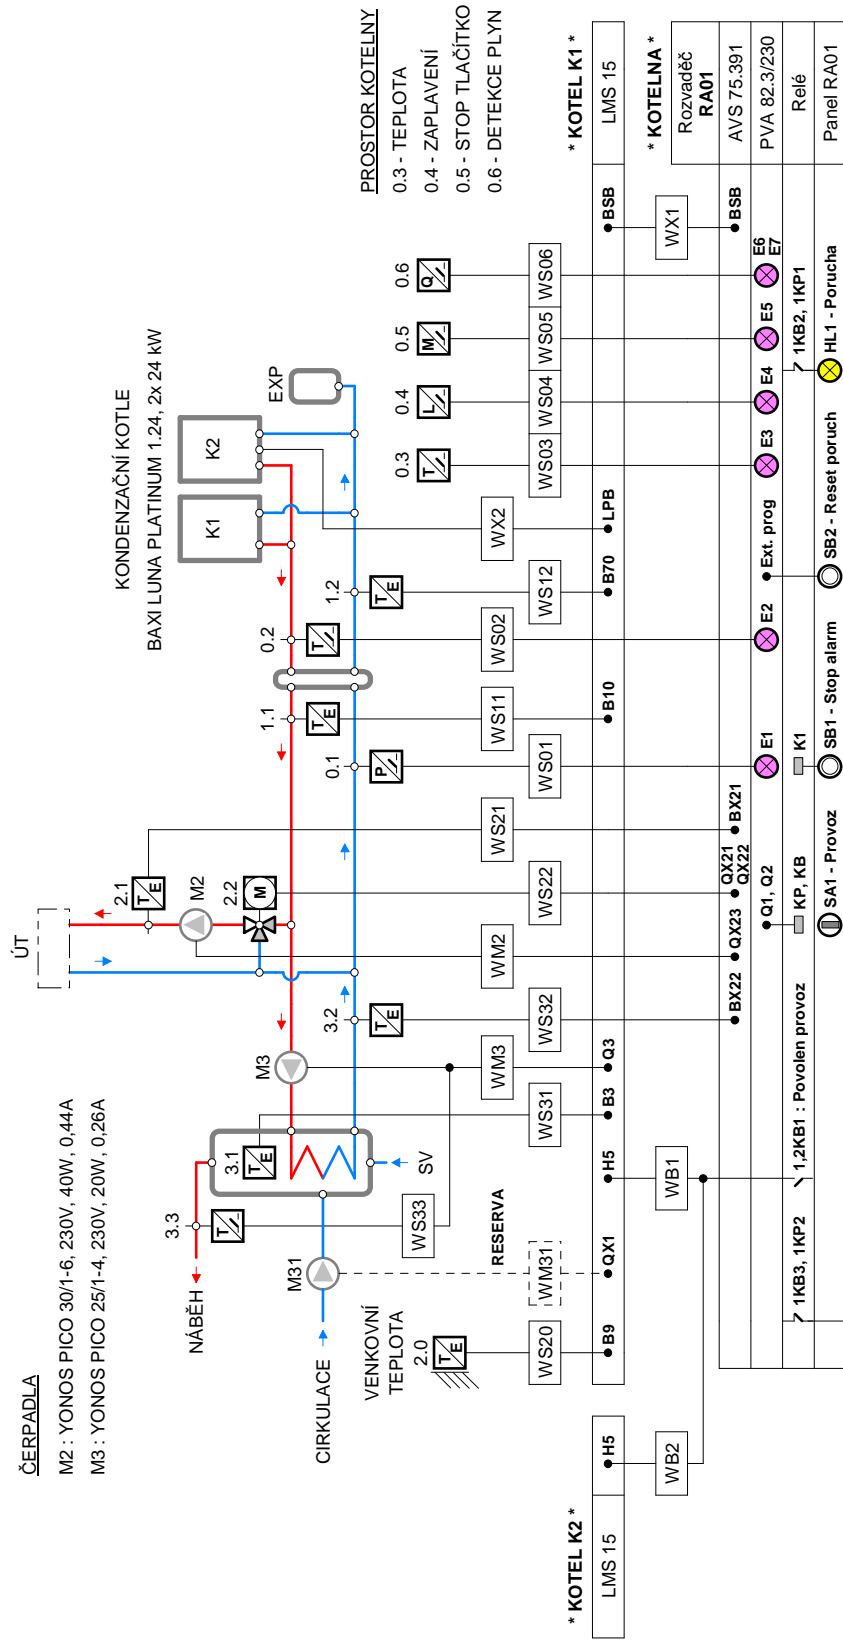 ČERPADLA
M2 : YONOS PICO 30/1-6, 230V, 40W, 0,44A
M3 : YONOS PICO 25/1-4, 230V, 20W, 0,26A
ÚT
KONDENZAČNÍ KOTLE
BAXI LUNA PLATINUM 1.24, 2x 24 kW
K1
K2
EXP
PROSTOR KOTELNY
0.3 - TEPLOTA
0.4 - ZAPLAVENÍ
0.5 - STOP TLAČÍTKO
0.6 - DETEKCE PLYN
NÁBĚH
3.3
T
3.1
T E
M3
2.1
T E
M2
2.2
M
1.1
T E
0.2
T
CIRKULACE
M31
SV
3.2
T E
0.1
P
1.2
T E
VENKOVNÍ
TEPLOTA
2.0
T E
0.3
T
0.4
L
0.5
M
0.6
Q
RESERVA
WS33
WM3
WS21
WS11
WS02
WX2
WS20
WM31
WS31
WS32
WM2
WS22
WS01
WS12
WS03
WS04
WS05
WS06
* KOTEL K2 *
LMS 15
H5
B9
QX1
H5
B3
Q3
B10
B70
LPB
BSB
* KOTEL K1 *
LMS 15
WB2
WB1
WX1
* KOTELNA *
Rozvaděč
RA01
BX22
QX23
QX21
QX22
BX21
BSB
AVS 75.391
Q1, Q2
E1
E2
Ext. prog
E3
E4
E5
E6
E7
PVA 82.3/230
1KB3, 1KP2
1,2KB1 : Povolen provoz
KP, KB
K1
1KB2, 1KP1
Relé
SA1 - Provoz
SB1 - Stop alarm
SB2 - Reset poruch
HL1 - Porucha
Panel RA01